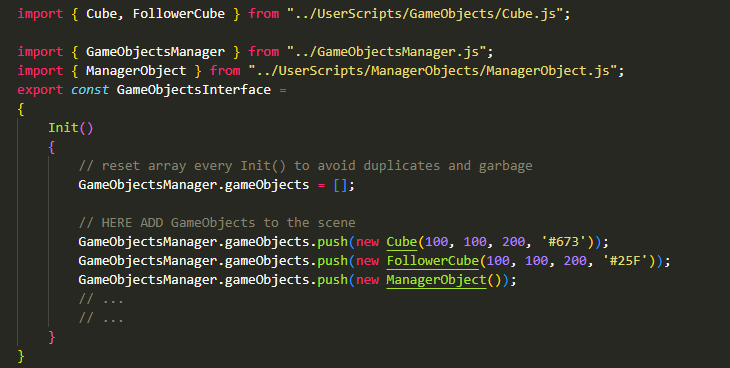 import { Cube, FollowerCube } from "../UserScripts/GameObjects/Cube.js";
import { GameObjectsManager } from "../GameObjectsManager.js";
import { ManagerObject } from "../UserScripts/ManagerObjects/ManagerObject.js";
export const GameObjectsInterface =
{
    Init()
    {
        // reset array every Init() to avoid duplicates and garbage
        GameObjectsManager.gameObjects = [];
        // HERE ADD GameObjects to the scene
        GameObjectsManager.gameObjects.push(new Cube(100, 100, 200, '#673'));
        GameObjectsManager.gameObjects.push(new FollowerCube(100, 100, 200, '#25F'));
        GameObjectsManager.gameObjects.push(new ManagerObject());
        // ...
        // ...
    }
}